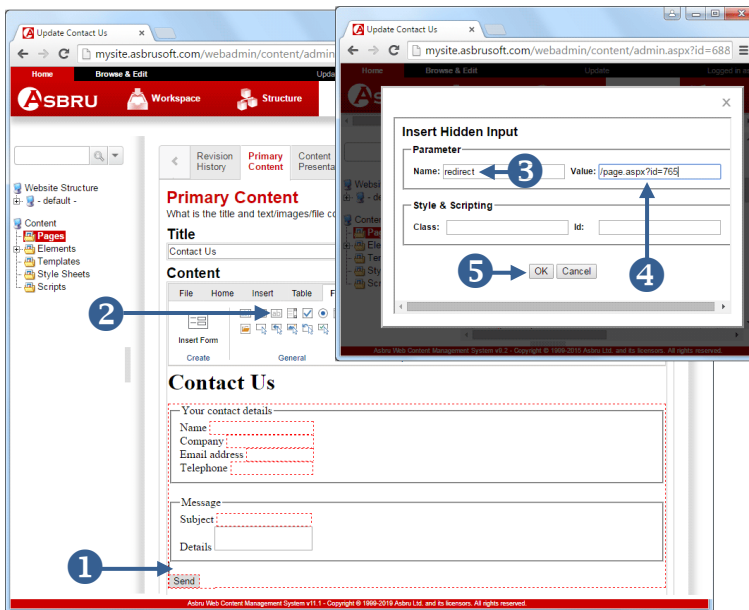 Update Contact Us
mysite.asbrusoft.com/webadmin/content/admin
Home Browse & Edit Upda
ASBRU Workspace Structure
Revision History
Primary Content
Content Presenta
Website Structure
- default -
Content
Pages
Elements
Templates
Style Sheets
Scripts
Primary Content
What is the title and text/images/file co
Title
Contact Us
Content
File Home Insert Table F
2
Insert Form
Create General
Contact Us
Your contact details
Name
Company
Email address
Telephone
Message
Subject
Details
1
Send
Asbru Web Content Management System v11.1 - Copyright © 1999-2019 Asbru Ltd. and its licensors. All rights reserved.
Update Contact Us
mysite.asbrusoft.com/webadmin/content/admin.aspx?id=688
Home Browse & Edit Update Logged in
Insert Hidden Input
Parameter
Name: redirect 3 Value: /page.aspx?id=765
Style & Scripting
Class: Id:
5 OK Cancel 4
Asbru Web Content Management System v9.2 - Copyright © 1999-2015 Asbru Ltd. and its licensors. All rights reserved.